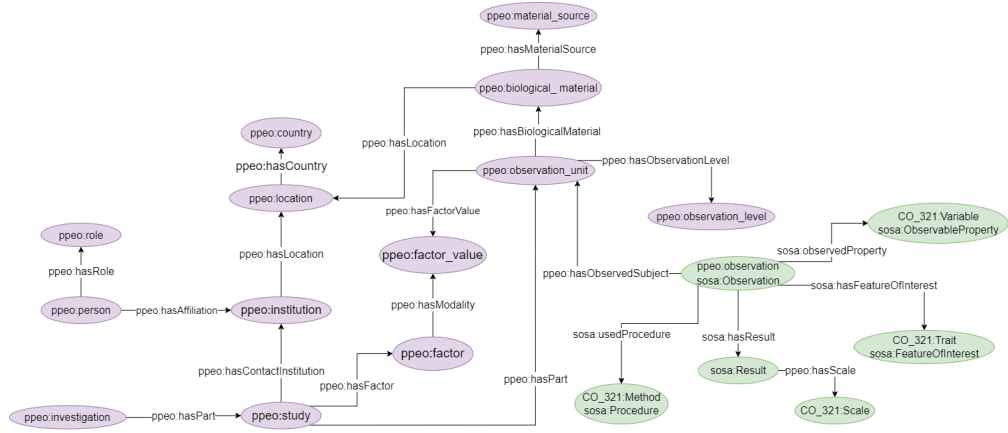 ppeo:material_source
ppeo:hasMaterialSource
ppeo:biological_ material
ppeo:country
ppeo:hasLocation
ppeo:hasBiologicalMaterial
ppeo:hasCountry
ppeo:hasObservationLevel
ppeo:observation_unit
ppeo:location
ppeo:hasFactorValue
ppeo:observation_level
CO_321:Variable
sosa:ObservableProperty
ppeo:role
ppeo:hasLocation
ppeo:factor_value
sosa:observedProperty
ppeo:hasRole
ppeo:hasObservedSubject
ppeo:observation
sosa:Observation
sosa:hasFeatureOfInterest
ppeo:person
ppeo:hasAffiliation
ppeo:institution
ppeo:hasModality
sosa:usedProcedure
sosa:hasResult
CO_321:Trait
sosa:FeatureOfInterest
ppeo:factor
ppeo:hasContactInstitution
ppeo:hasFactor
ppeo:hasPart
sosa:Result
ppeo:hasScale
CO_321:Method
sosa:Procedure
CO_321:Scale
ppeo:investigation
ppeo:hasPart
ppeo:study